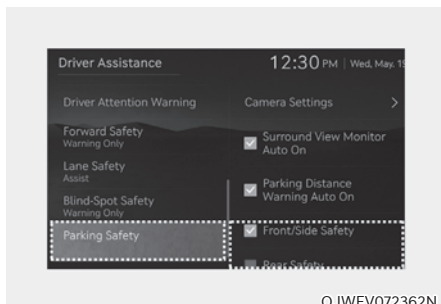 Driver Assistance
12:30 PM | Wed, May. 19
Driver Attention Warning
Camera Settings >
Forward Safety
Warning Only
Surround View Monitor
Auto On
Lane Safety
Assist
Parking Distance
Warning Auto On
Blind-Spot Safety
Warning Only
Parking Safety
Front/Side Safety
Rear Safety
OJWEV072362N